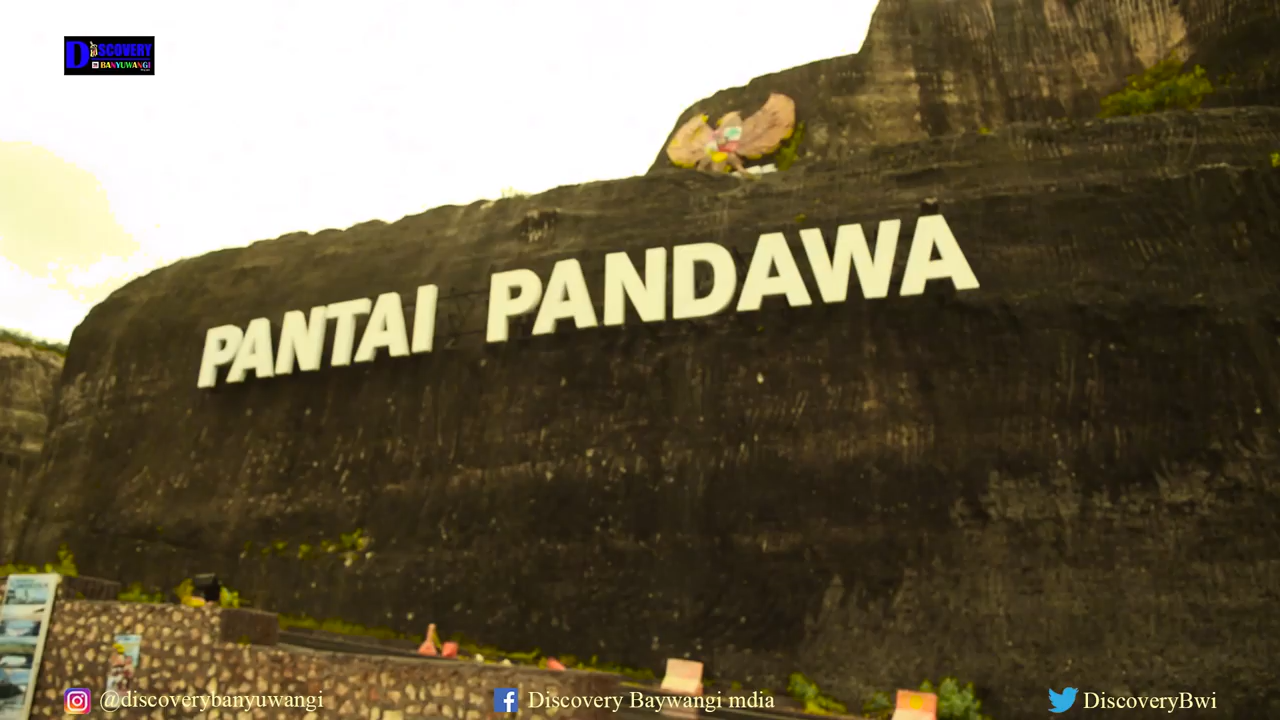 DISCOVERY
BANYUWANGI
PANTAI PANDAWA
@discoverybanyuwangi
Discovery Baywangi mdia
DiscoveryBwi